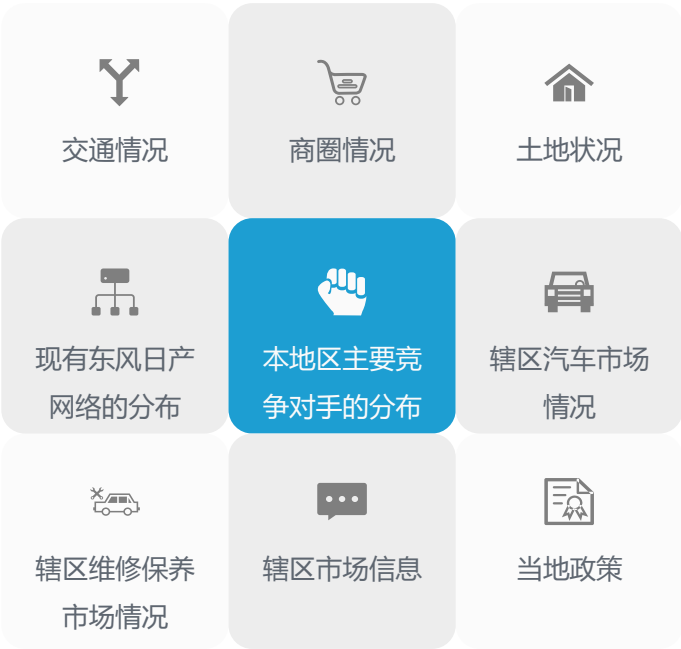 交通情况
商圈情况
土地状况
现有东风日产
网络的分布
本地区主要竞
争对手的分布
辖区汽车市场
情况
辖区维修保养
市场情况
辖区市场信息
当地政策